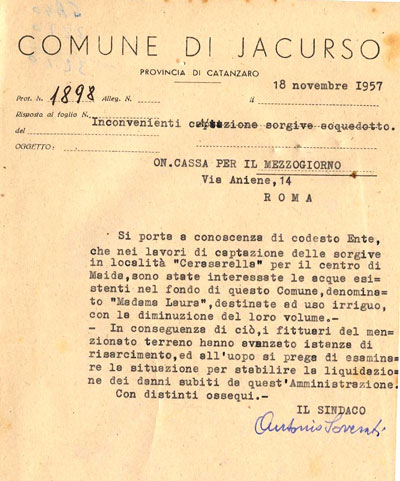 COMUNE DI JACURSO
PROVINCIA DI CATANZARO
18 novembre 1957
Prot. N. 1898 Alleg. N. lì
Risposta al foglio N.
Inconvenienti captazione sorgive acquedotto.
del
OGGETTO:
ON.CASSA PER IL MEZZOGIORNO
Via Aniene,14
ROMA
Si porta a conoscenza di codesto Ente,
che nei lavori di captazione delle sorgive
in località "Cerasarella" per il centro di
Maida,sono state interessate le acque esi-
stenti nel fondo di questo Comune,denomina-
to "Madama Laura",destinate ad uso irriguo,
con la diminuzione del loro volume.-
- In conseguenza di ciò,i fittuari del men-
zionato terreno hanno avanzato istanza di
risarcimento,ed all'uopo si prega di esamina-
re la situazione per stabilire la liquidazio-
ne dei danni subiti da quest'Amministrazione.
Con distinti ossequi.-
IL SINDACO
Antonio Soverati